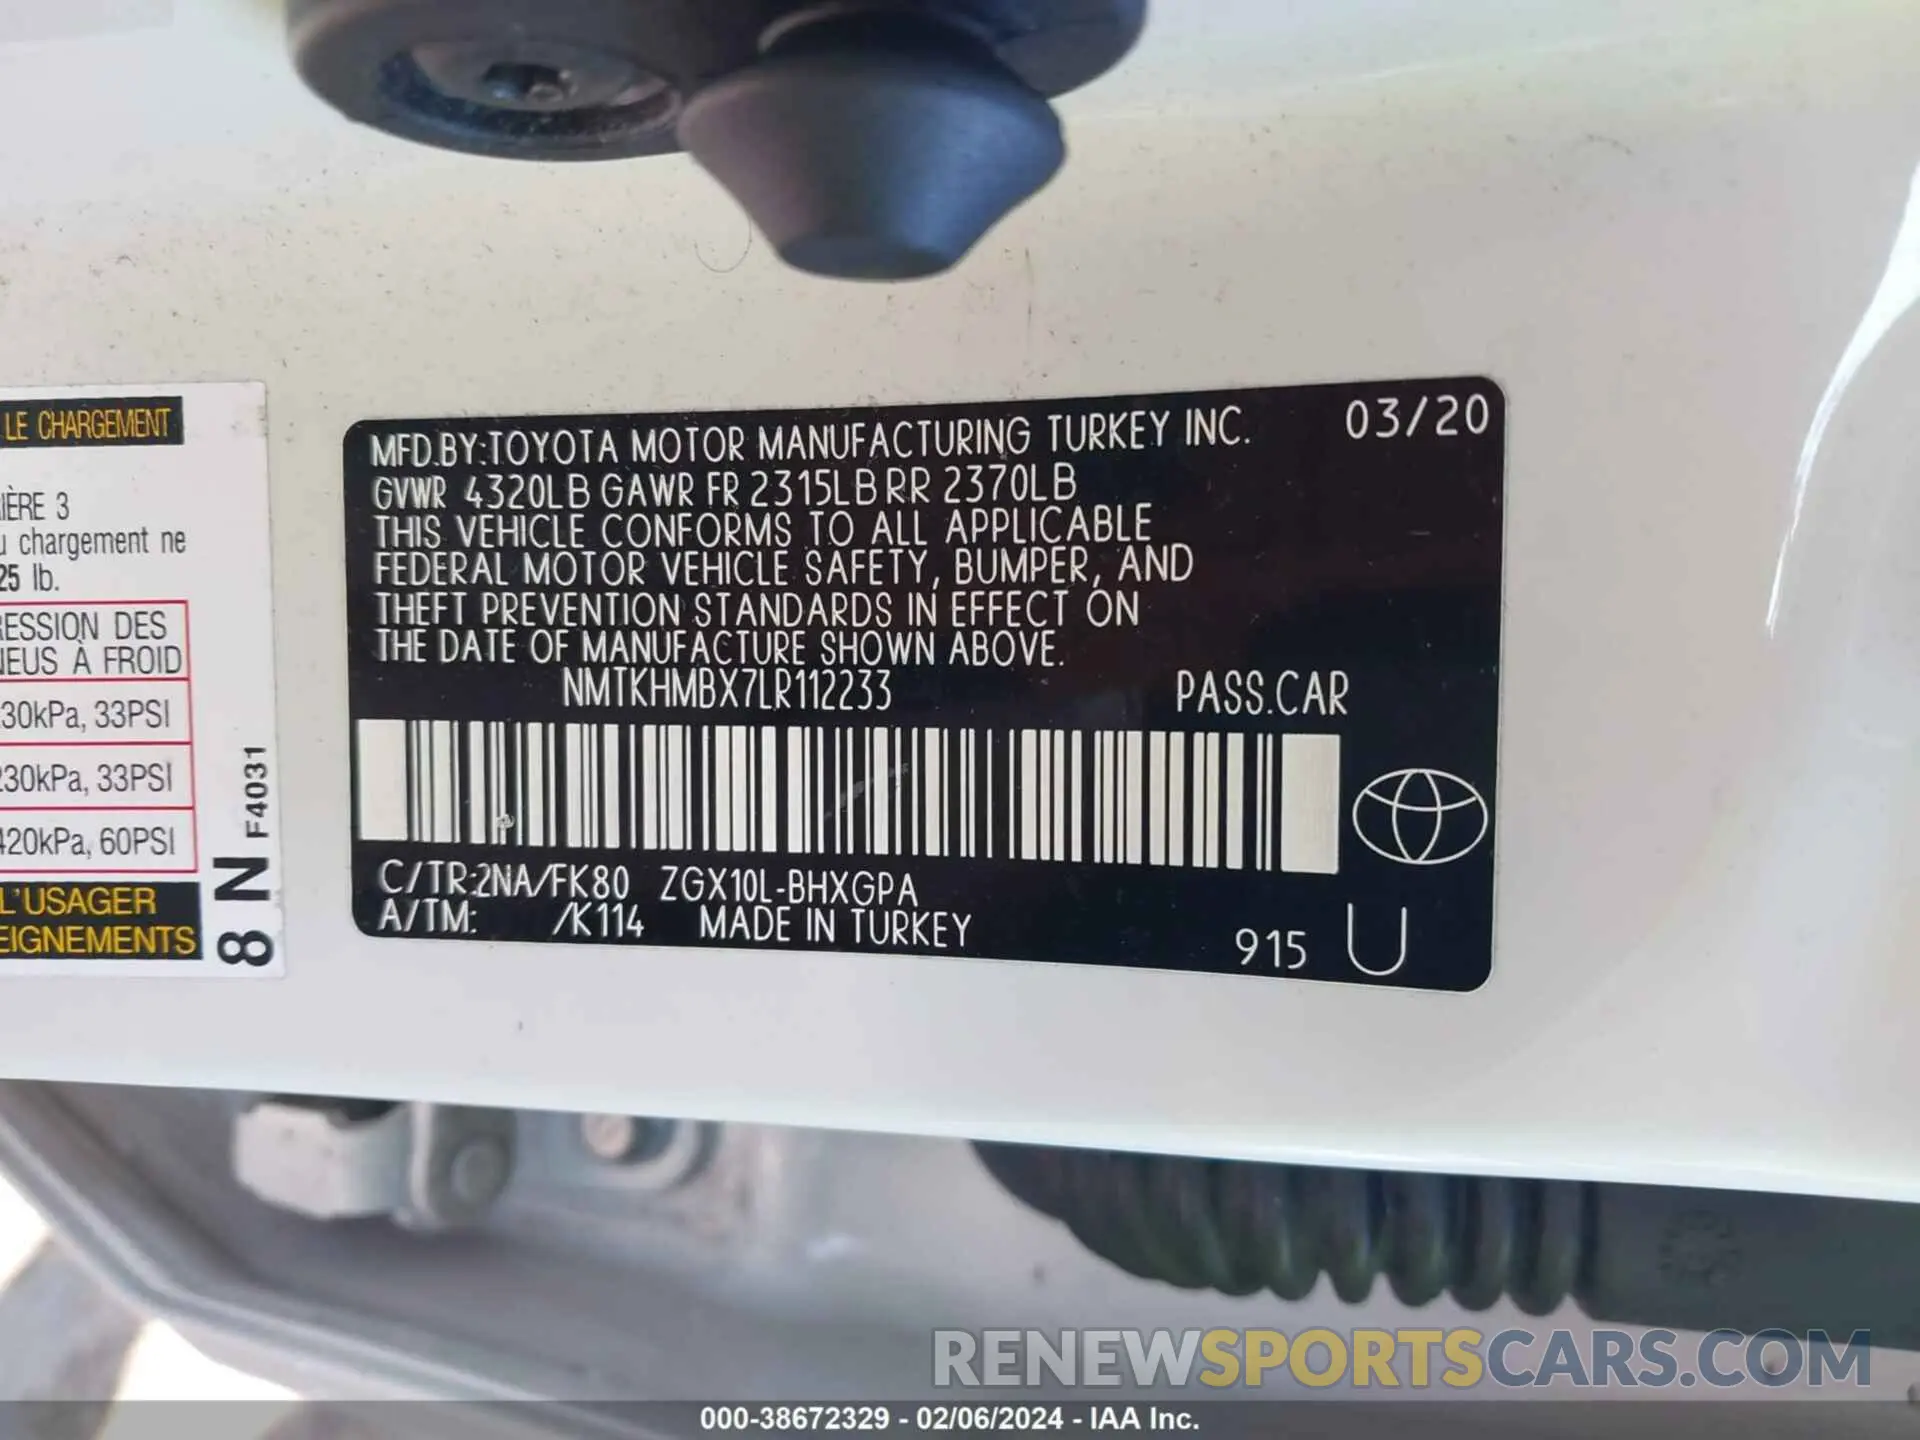 LE CHARGEMENT
IÈRE 3
u chargement ne
25 lb.
ESSION DES
NEUS À FROID
30kPa, 33PSI
230kPa, 33PSI
420kPa, 60PSI
L'USAGER
EIGNEMENTS
8 N F4031
MFD.BY:TOYOTA MOTOR MANUFACTURING TURKEY INC. 03/20
GVWR 4320LB GAWR FR 2315LB RR 2370LB
THIS VEHICLE CONFORMS TO ALL APPLICABLE
FEDERAL MOTOR VEHICLE SAFETY, BUMPER, AND
THEFT PREVENTION STANDARDS IN EFFECT ON
THE DATE OF MANUFACTURE SHOWN ABOVE.
NMTKHMBX7LR112233 PASS.CAR
C/TR:2NA/FK80 ZGX10L-BHXGPA
A/TM: /K114 MADE IN TURKEY 915 U
RENEWSPORTSCARS.COM
000-38672329 - 02/06/2024 - IAA Inc.